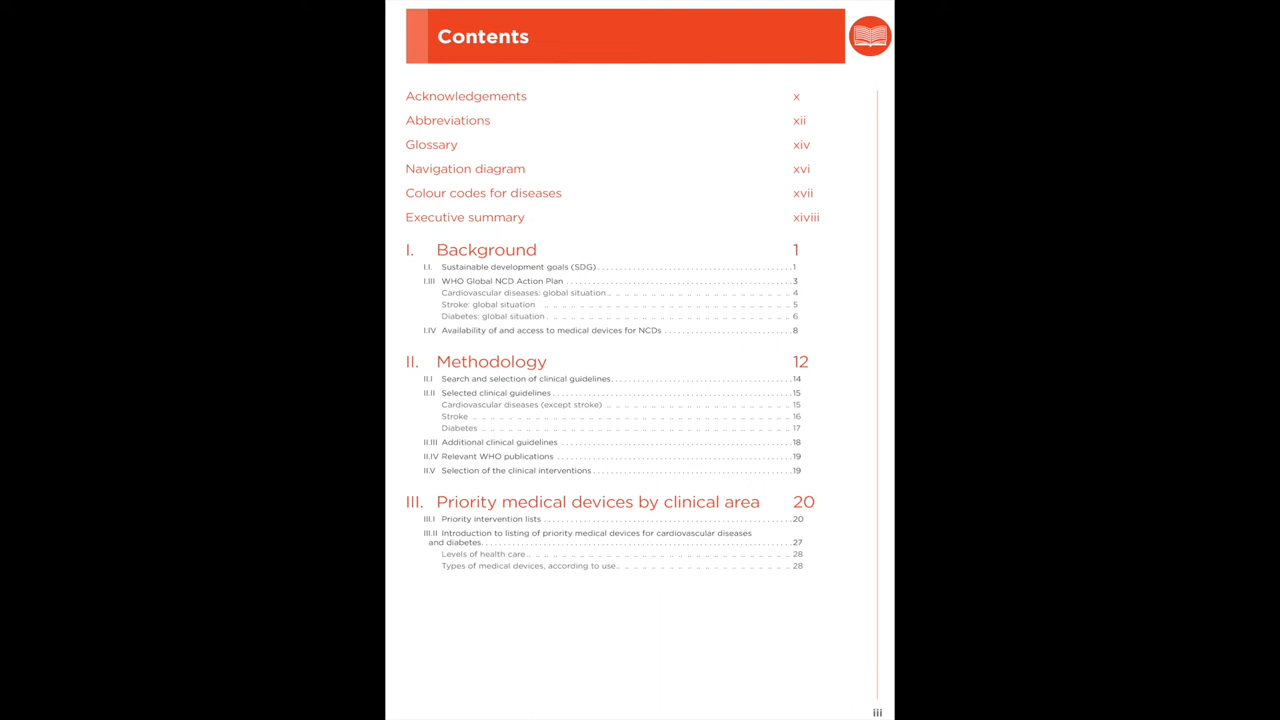 Contents
Acknowledgements x
Abbreviations xii
Glossary xiv
Navigation diagram xvi
Colour codes for diseases xvii
Executive summary xiviii
I. Background 1
I.I. Sustainable development goals (SDG) 1
I.III WHO Global NCD Action Plan 3
Cardiovascular diseases: global situation 4
Stroke: global situation 5
Diabetes: global situation 6
I.IV Availability of and access to medical devices for NCDs 8
II. Methodology 12
II.I Search and selection of clinical guidelines 14
II.II Selected clinical guidelines 15
Cardiovascular diseases (except stroke) 15
Stroke 16
Diabetes 17
II.III Additional clinical guidelines 18
II.IV Relevant WHO publications 19
II.V Selection of the clinical interventions 19
III. Priority medical devices by clinical area 20
III.I Priority intervention lists 20
III.II Introduction to listing of priority medical devices for cardiovascular diseases
and diabetes 27
Levels of health care 28
Types of medical devices, according to use 28
iii